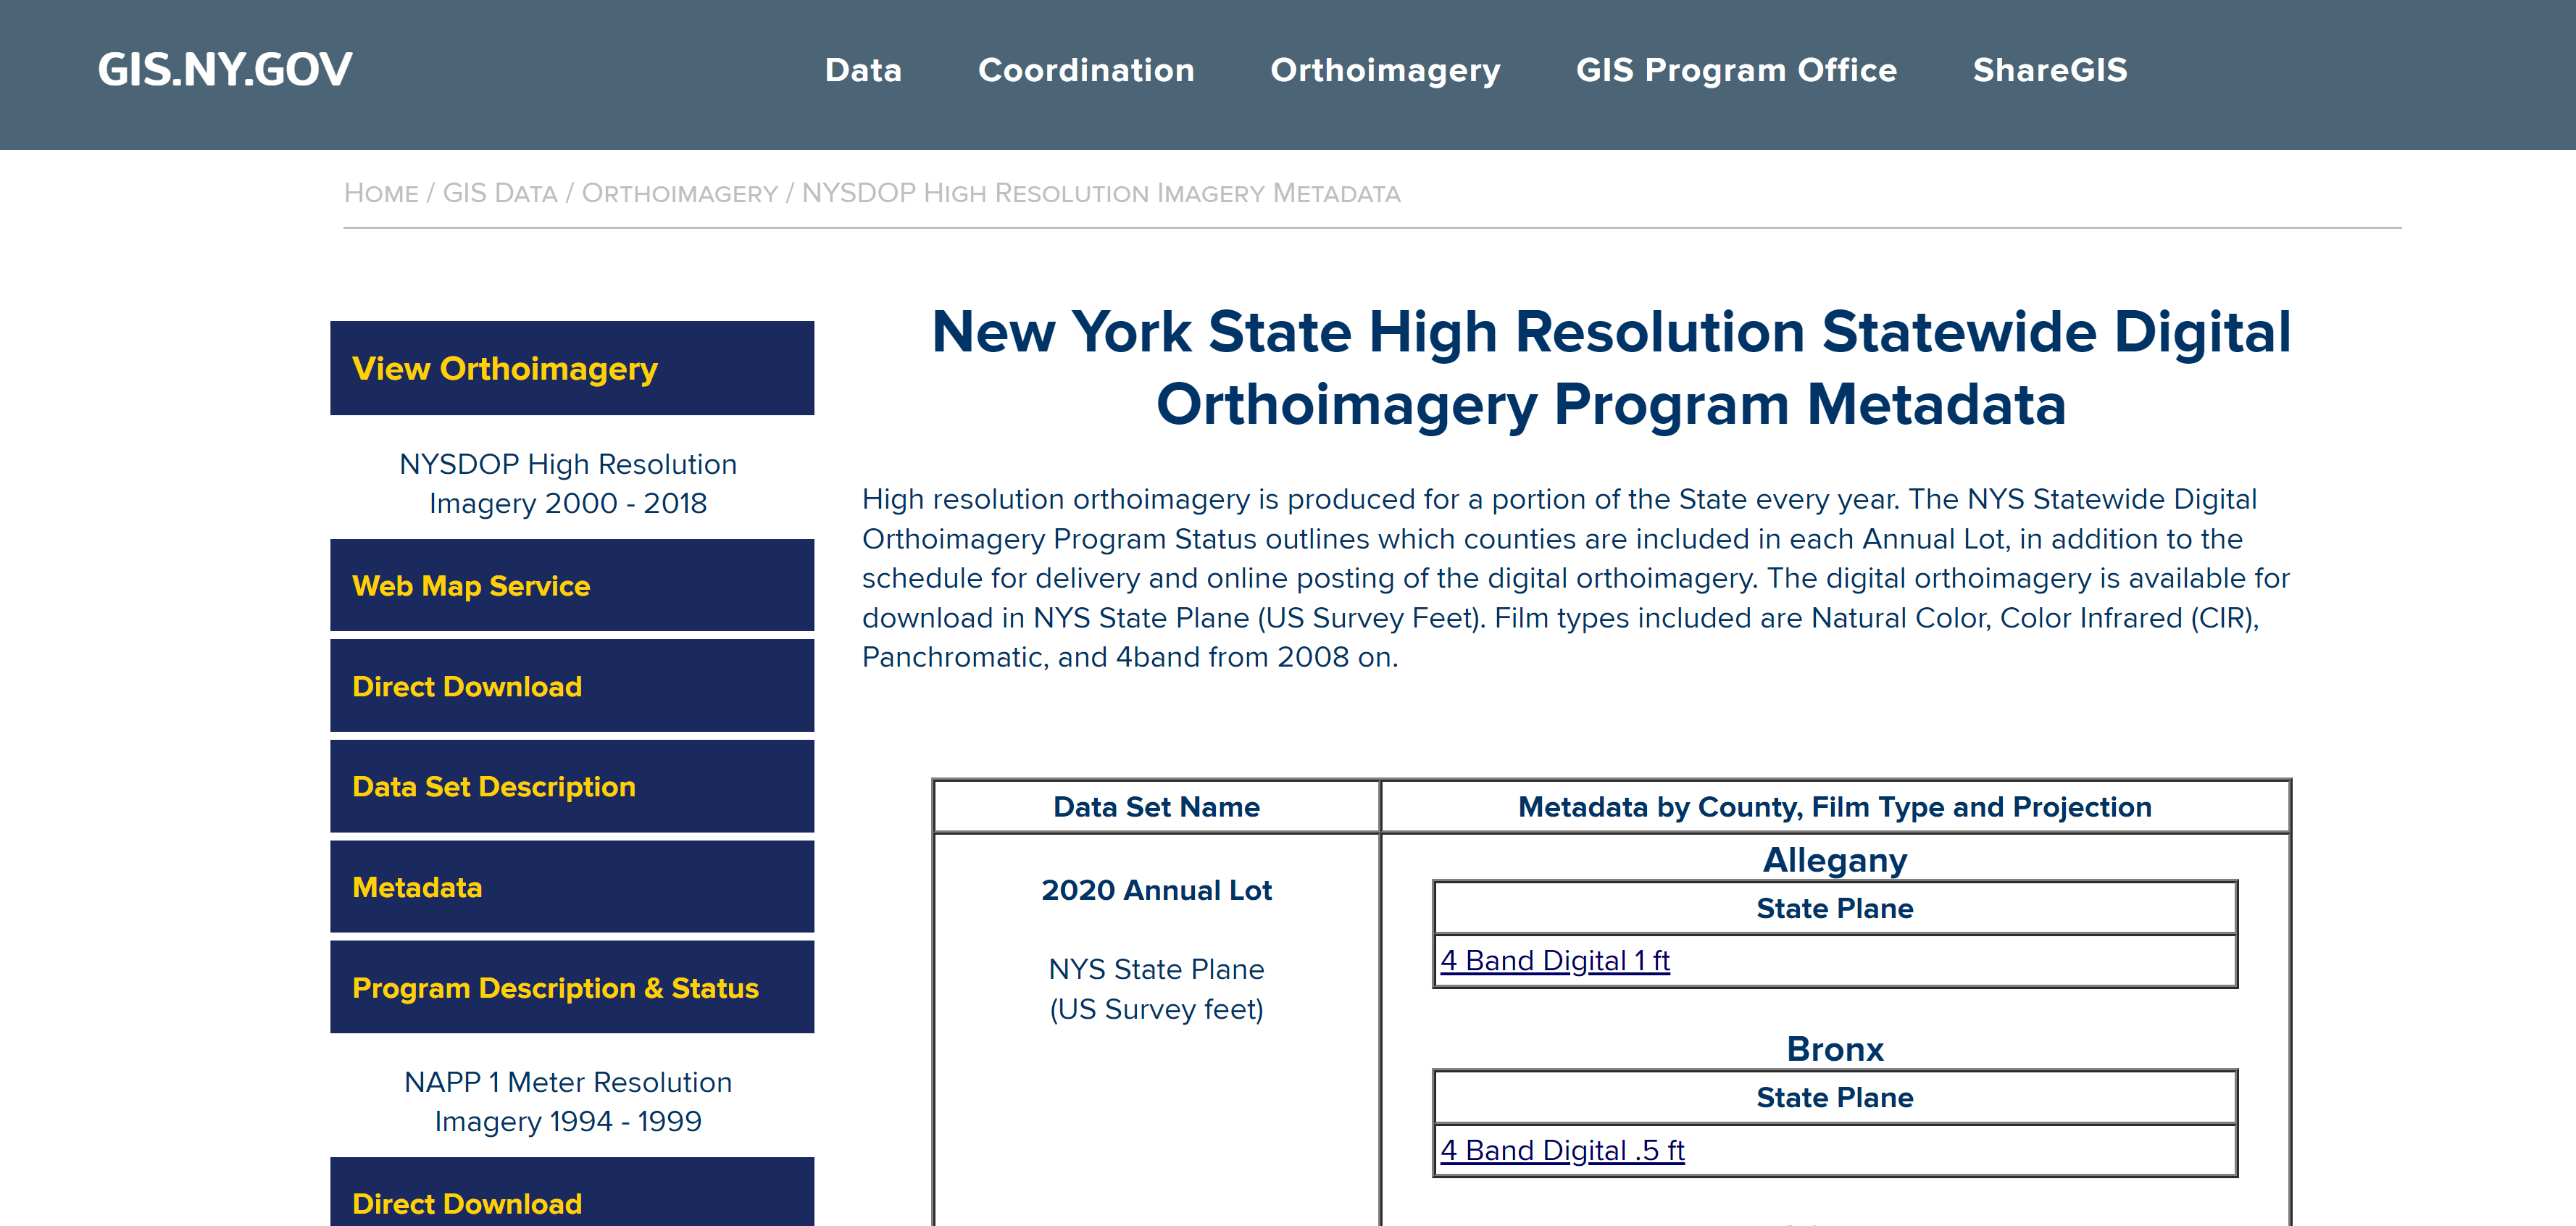 GIS.NY.GOV
Data
Coordination
Orthoimagery
GIS Program Office
ShareGIS
Home / GIS Data / Orthoimagery / NYSDOP High Resolution Imagery Metadata
View Orthoimagery
NYSDOP High Resolution
Imagery 2000 - 2018
Web Map Service
Direct Download
Data Set Description
Metadata
Program Description & Status
NAPP 1 Meter Resolution
Imagery 1994 - 1999
Direct Download
New York State High Resolution Statewide Digital
Orthoimagery Program Metadata
High resolution orthoimagery is produced for a portion of the State every year. The NYS Statewide Digital
Orthoimagery Program Status outlines which counties are included in each Annual Lot, in addition to the
schedule for delivery and online posting of the digital orthoimagery. The digital orthoimagery is available for
download in NYS State Plane (US Survey Feet). Film types included are Natural Color, Color Infrared (CIR),
Panchromatic, and 4band from 2008 on.
Data Set Name
Metadata by County, Film Type and Projection
2020 Annual Lot
NYS State Plane
(US Survey feet)
Allegany
State Plane
4 Band Digital 1 ft
Bronx
State Plane
4 Band Digital .5 ft